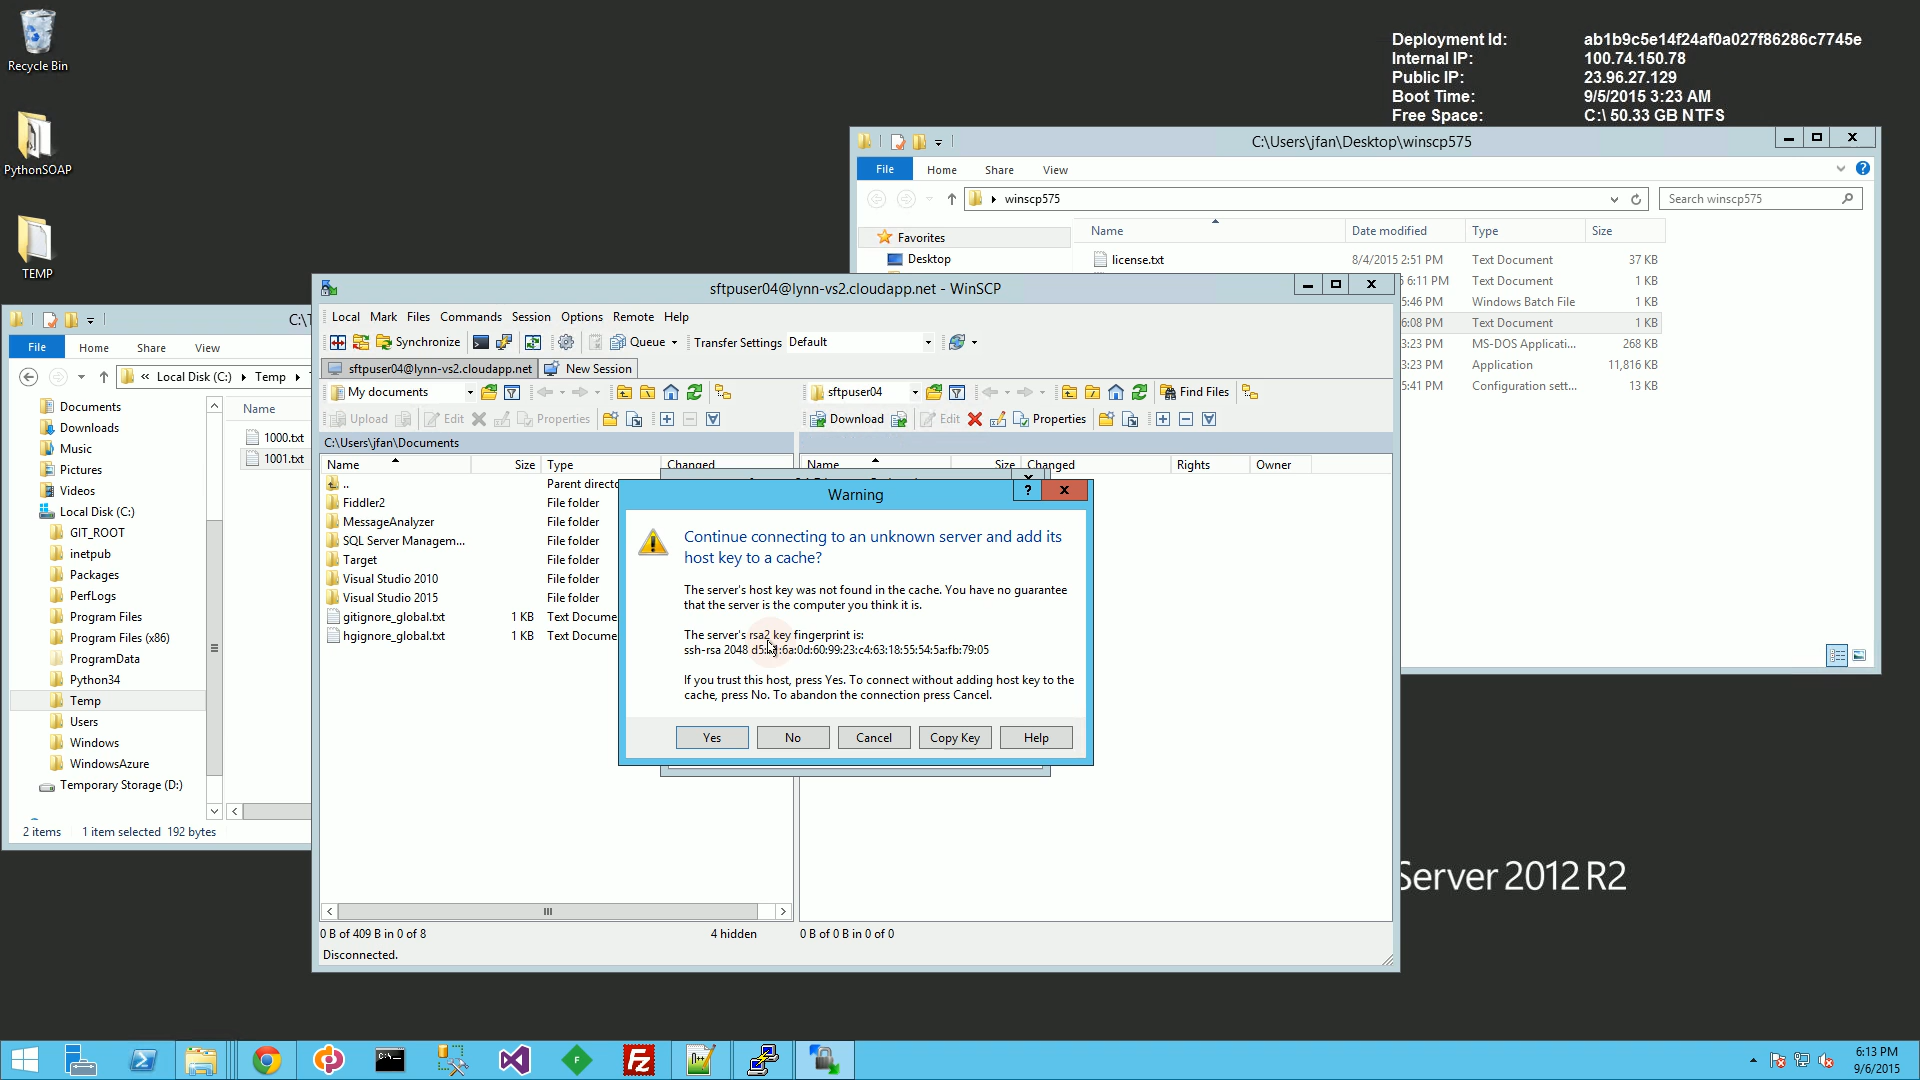 Recycle Bin
PythonSOAP
TEMP
Deployment Id: ab1b9c5e14f24af0a027f86286c7745e
Internal IP: 100.74.150.78
Public IP: 23.96.27.129
Boot Time: 9/5/2015 3:23 AM
Free Space: C:\ 50.33 GB NTFS
C:\Users\jfan\Desktop\winscp575
File Home Share View
winscp575
Search winscp575
Favorites
Desktop
Name Date modified Type Size
license.txt 8/4/2015 2:51 PM Text Document 37 KB
6:11 PM Text Document 1 KB
5:46 PM Windows Batch File 1 KB
6:08 PM Text Document 1 KB
3:23 PM MS-DOS Applicati... 268 KB
3:23 PM Application 11,816 KB
5:41 PM Configuration sett... 13 KB
C:\
File Home Share View
« Local Disk (C:) Temp
Documents
Downloads
Music
Pictures
Videos
Local Disk (C:)
GIT_ROOT
inetpub
Packages
PerfLogs
Program Files
Program Files (x86)
ProgramData
Python34
Temp
Users
Windows
WindowsAzure
Temporary Storage (D:)
Name
1000.txt
1001.txt
2 items 1 item selected 192 bytes
sftpuser04@lynn-vs2.cloudapp.net - WinSCP
Local Mark Files Commands Session Options Remote Help
Synchronize Queue Transfer Settings Default
sftpuser04@lynn-vs2.cloudapp.net New Session
My documents
Upload Edit Properties
sftpuser04 Find Files
Download Edit Properties
C:\Users\jfan\Documents
Name Size Type Changed
.. Parent directo
Fiddler2 File folder
MessageAnalyzer File folder
SQL Server Managem... File folder
Target File folder
Visual Studio 2010 File folder
Visual Studio 2015 File folder
gitignore_global.txt 1 KB Text Docume
hgignore_global.txt 1 KB Text Docume
Name Size Changed Rights Owner
Warning
?
Continue connecting to an unknown server and add its
host key to a cache?
The server's host key was not found in the cache. You have no guarantee
that the server is the computer you think it is.
The server's rsa2 key fingerprint is:
ssh-rsa 2048 :6a:0d:60:99:23:c4:63:18:55:54:5a:fb:79:05
If you trust this host, press Yes. To connect without adding host key to the
cache, press No. To abandon the connection press Cancel.
Yes No Cancel Copy Key Help
0 B of 409 B in 0 of 8 4 hidden 0 B of 0 B in 0 of 0
Disconnected.
Server 2012 R2
6:13 PM
9/6/2015